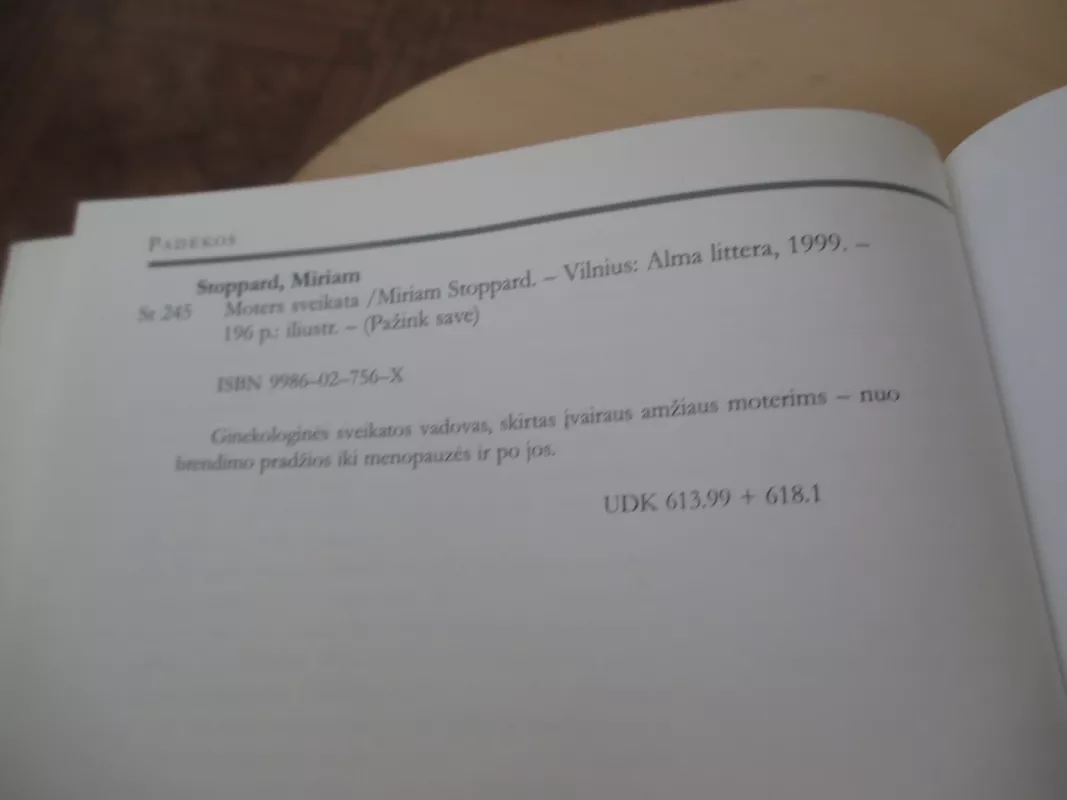 PADĖKOS
Stoppard, Miriam
St 245 Moters sveikata /Miriam Stoppard. – Vilnius: Alma littera, 1999. –
196 p.: iliustr. – (Pažink save)
ISBN 9986–02–756–X
Ginekologinės sveikatos vadovas, skirtas įvairaus amžiaus moterims – nuo
brendimo pradžios iki menopauzės ir po jos.
UDK 613.99 + 618.1